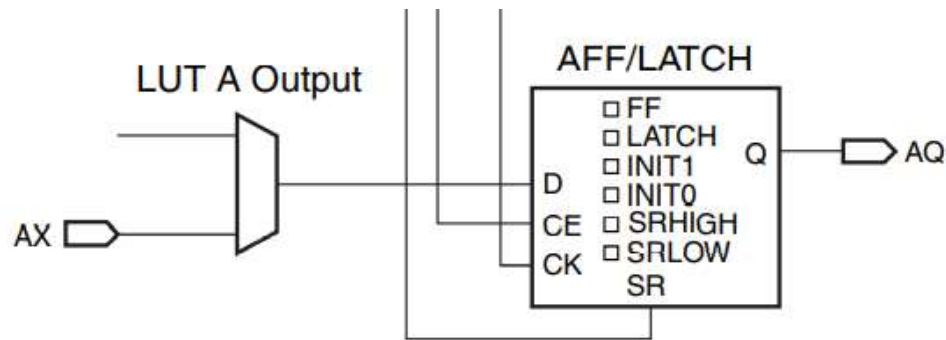 AFF/LATCH
LUT A Output
FF
LATCH
INIT1
INIT0
SRHIGH
SRLOW
SR
D
CE
CK
Q
AQ
AX